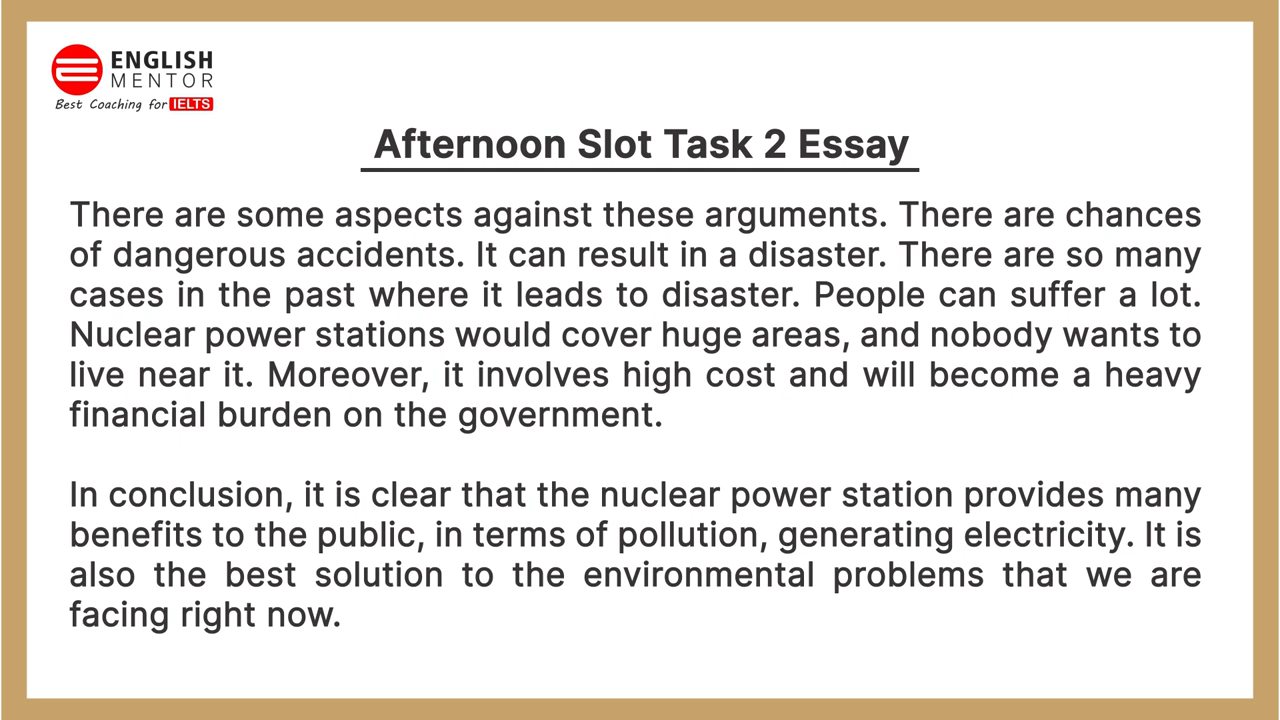 ENGLISH
MENTOR
Best Coaching for IELTS
Afternoon Slot Task 2 Essay
There are some aspects against these arguments. There are chances
of dangerous accidents. It can result in a disaster. There are so many
cases in the past where it leads to disaster. People can suffer a lot.
Nuclear power stations would cover huge areas, and nobody wants to
live near it. Moreover, it involves high cost and will become a heavy
financial burden on the government.
In conclusion, it is clear that the nuclear power station provides many
benefits to the public, in terms of pollution, generating electricity. It is
also the best solution to the environmental problems that we are
facing right now.